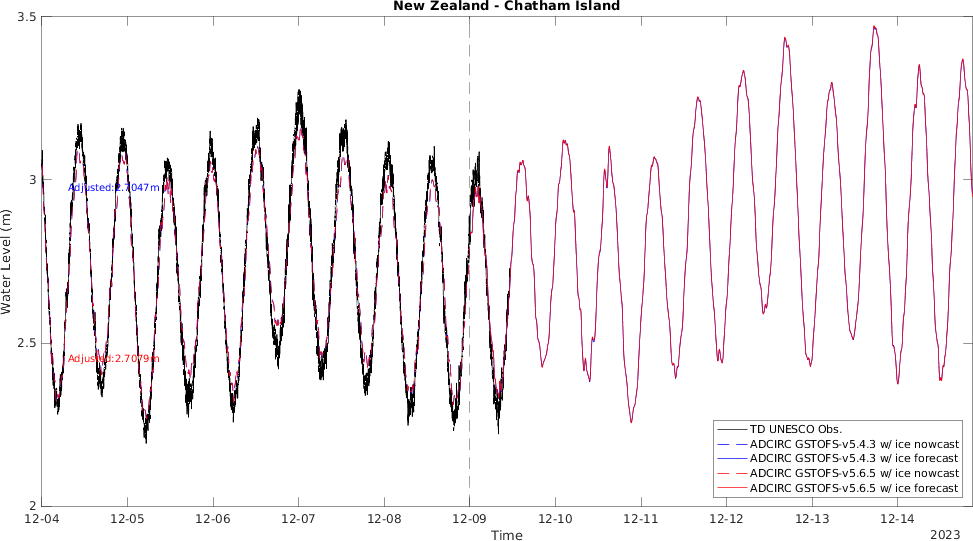 New Zealand - Chatham Island
3.5
3
2.5
2
Water Level (m)
Adjusted:2.7047m
Adjusted:2.7079m
TD UNESCO Obs.
ADCIRC GSTOFS-v5.4.3 w/ ice nowcast
ADCIRC GSTOFS-v5.4.3 w/ ice forecast
ADCIRC GSTOFS-v5.6.5 w/ ice nowcast
ADCIRC GSTOFS-v5.6.5 w/ ice forecast
12-04 12-05 12-06 12-07 12-08 12-09 12-10 12-11 12-12 12-13 12-14
Time
2023